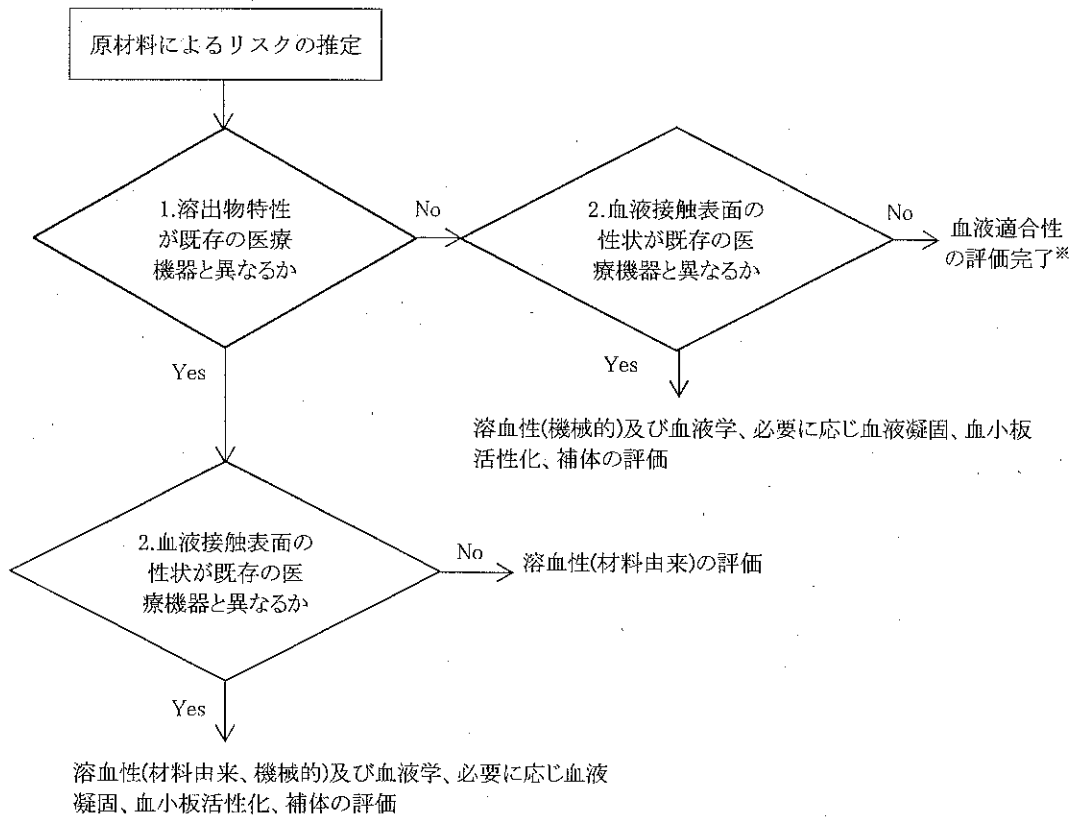 原材料によるリスクの推定
1.溶出物特性
が既存の医療
機器と異なるか
No
2.血液接触表面の
性状が既存の医
療機器と異なるか
No
血液適合性
の評価完了※
Yes
Yes
溶血性(機械的)及び血液学、必要に応じ血液凝固、血小板
活性化、補体の評価
2.血液接触表面の
性状が既存の医
療機器と異なるか
No
溶血性(材料由来)の評価
Yes
溶血性(材料由来、機械的)及び血液学、必要に応じ血液
凝固、血小板活性化、補体の評価